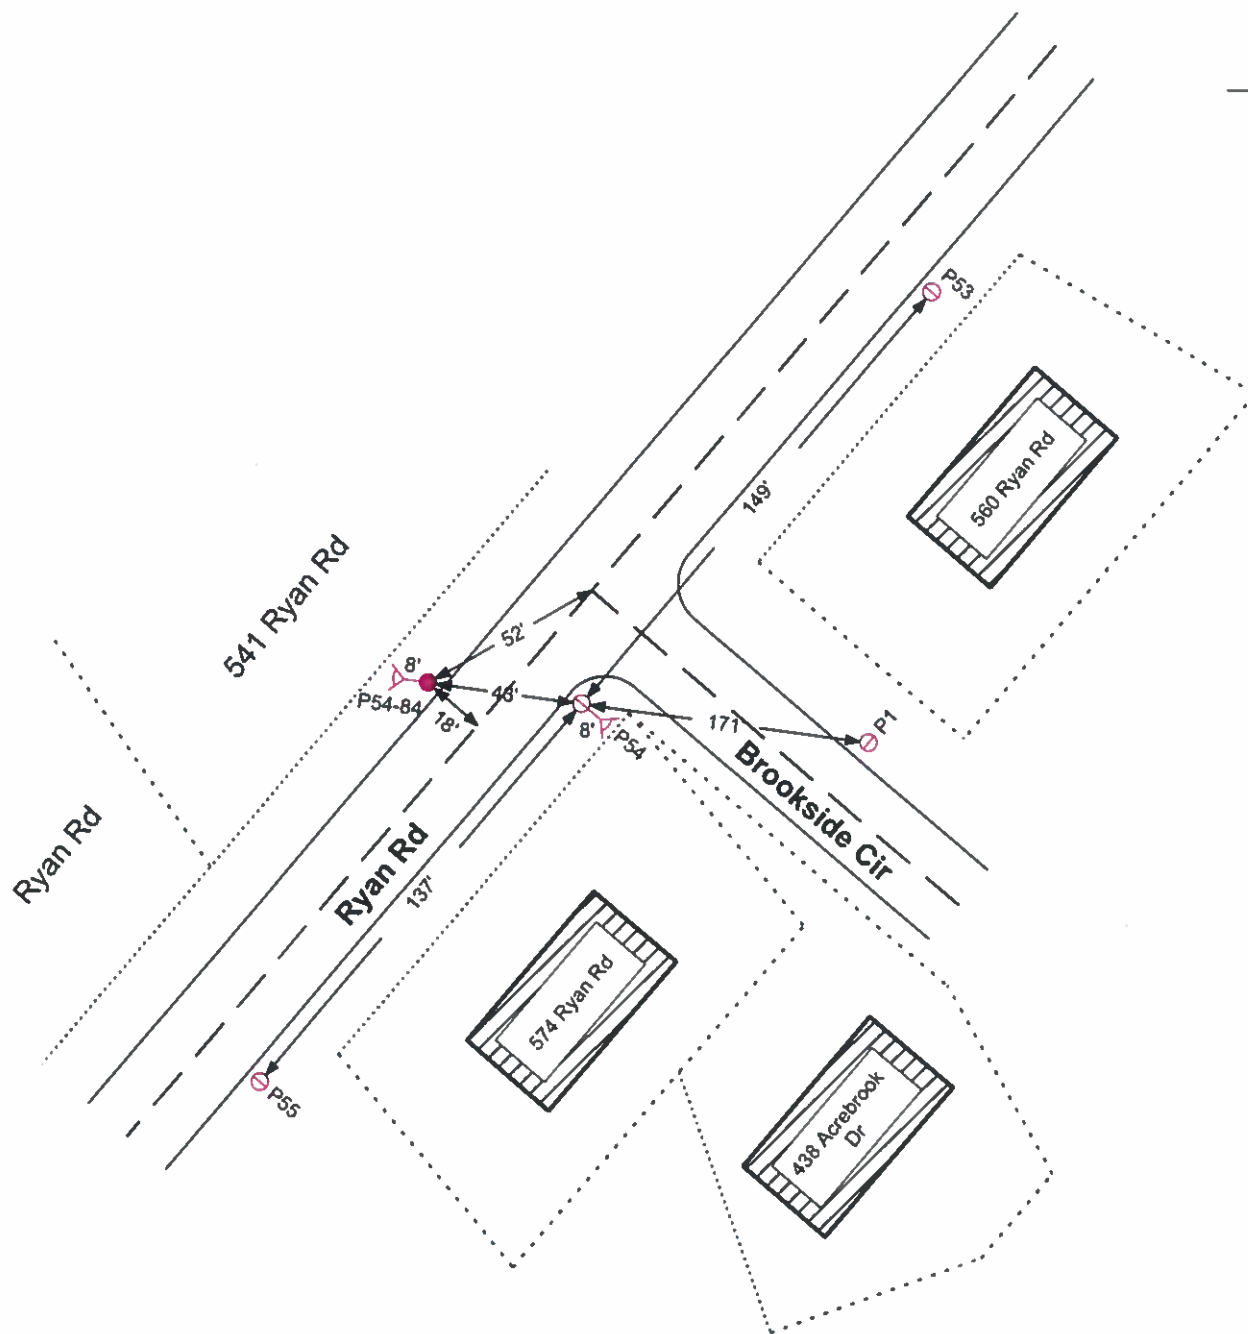 P53
560 Ryan Rd
149'
541 Ryan Rd
52'
8'
P54-84
18'
171
P1
8'
P54
Brookside Cir
Ryan Rd
Ryan Rd
137'
574 Ryan Rd
P55
438 Acrebrook
Dr